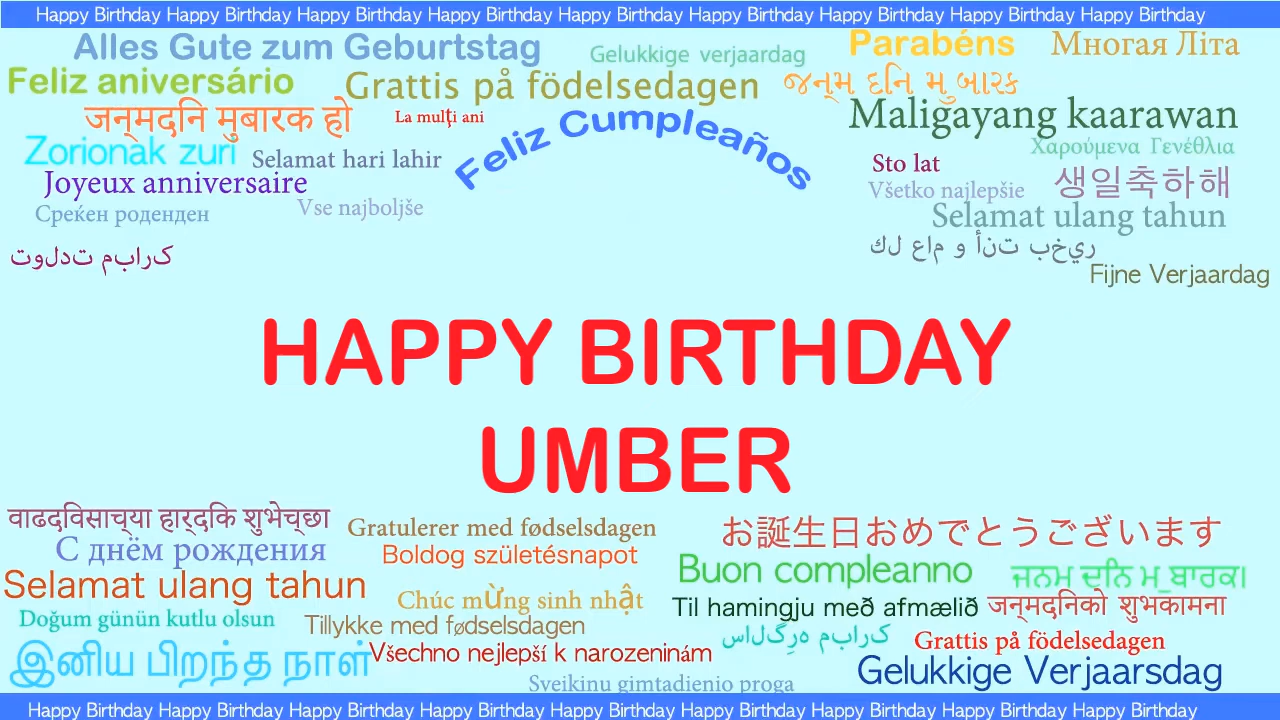 Happy Birthday Happy Birthday Happy Birthday Happy Birthday Happy Birthday Happy Birthday Happy Birthday Happy Birthday Happy Birthday
Alles Gute zum Geburtstag
Gelukkige verjaardag
Parabéns
Многая Літа
Feliz aniversário
Grattis på födelsedagen
જન્મ દિન મુબારક
जन्मदिन मुबारक हो
La mulţi ani
Feliz Cumpleaños
Maligayang kaarawan
Zorionak zuri
Selamat hari lahir
Χαρούμενα Γενέθλια
Sto lat
Joyeux anniversaire
Všetko najlepšie
생일축하해
Среќен роденден
Vse najboljše
Selamat ulang tahun
تولدت مبارک
كل عام و أنت بخير
Fijne Verjaardag
HAPPY BIRTHDAY
UMBER
वाढदिवसाच्या हार्दिक शुभेच्छा
Gratulerer med fødselsdagen
お誕生日おめでとうございます
С днём рождения
Boldog születésnapot
Buon compleanno
ਜਨਮ ਦਿਨ ਮੁਬਾਰਕ।
Selamat ulang tahun
Chúc mừng sinh nhật
Til hamingju með afmælið
जन्मदिनको शुभकामना
Doğum günün kutlu olsun
Tillykke med fødselsdagen
سالگِرہ مبارک
Grattis på födelsedagen
இனிய பிறந்த நாள்
Všechno nejlepší k narozeninám
Gelukkige Verjaarsdag
Sveikinu gimtadienio proga
Happy Birthday Happy Birthday Happy Birthday Happy Birthday Happy Birthday Happy Birthday Happy Birthday Happy Birthday Happy Birthday